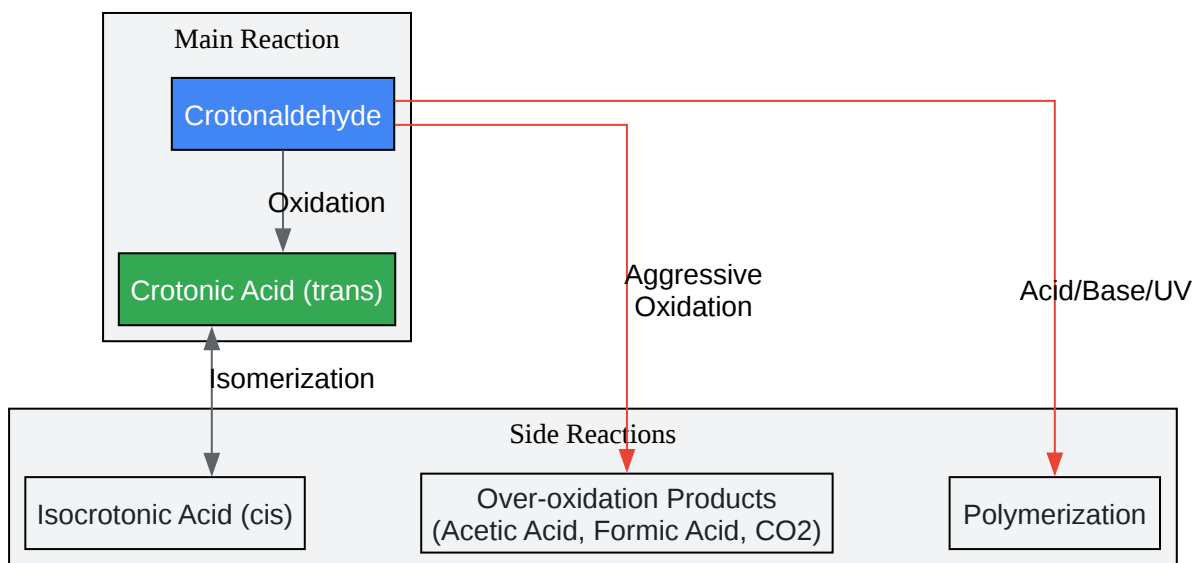 Main Reaction
Crotonaldehyde
Oxidation
Crotonic Acid (trans)
Aggressive
Oxidation
Acid/Base/UV
Isomerization
Side Reactions
Isocrotonic Acid (cis)
Over-oxidation Products
(Acetic Acid, Formic Acid, CO2)
Polymerization